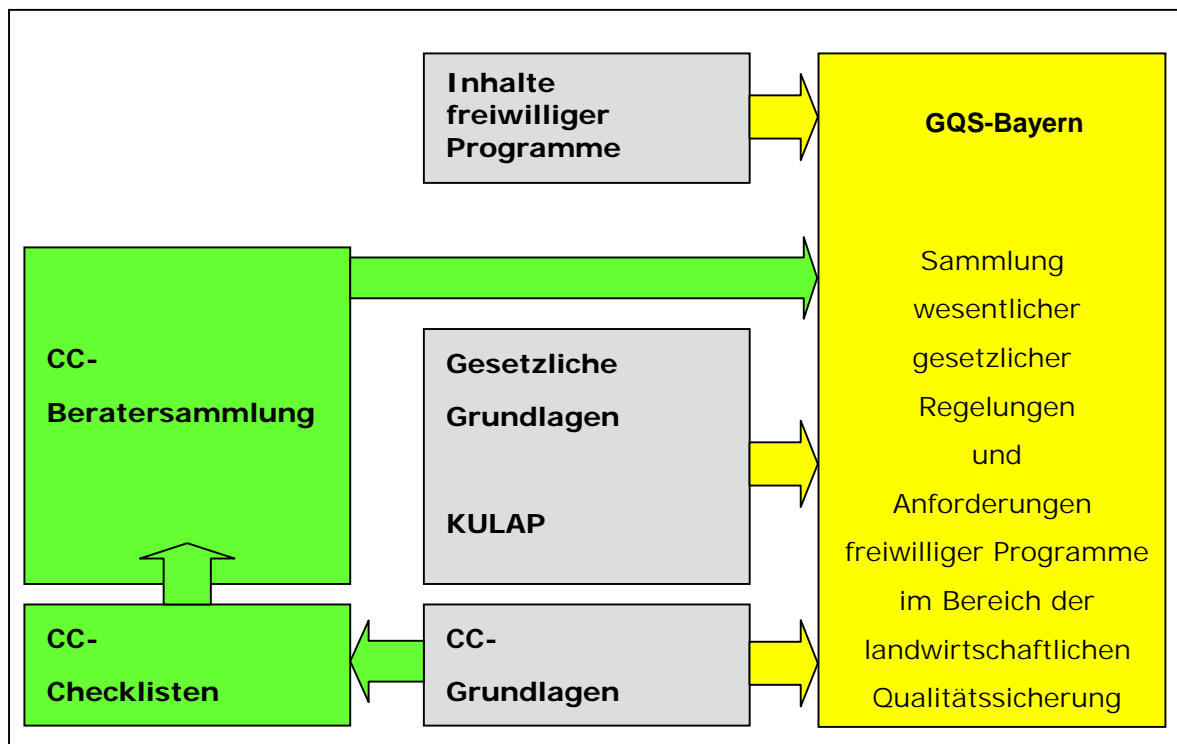 Inhalte
freiwilliger
Programme
GQS-Bayern
Sammlung
wesentlicher
gesetzlicher
Regelungen
und
Anforderungen
freiwilliger Programme
im Bereich der
landwirtschaftlichen
Qualitätssicherung
CC-
Beratersammlung
Gesetzliche
Grundlagen
KULAP
CC-
Checklisten
CC-
Grundlagen